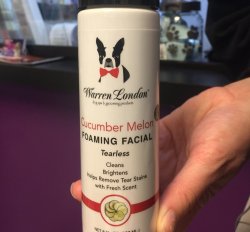 Warren London®
Cucumber Melon
FOAMING FACIAL
Tearless
Cleans
Brightens
Helps Remove Tear Stains
with Fresh Scent